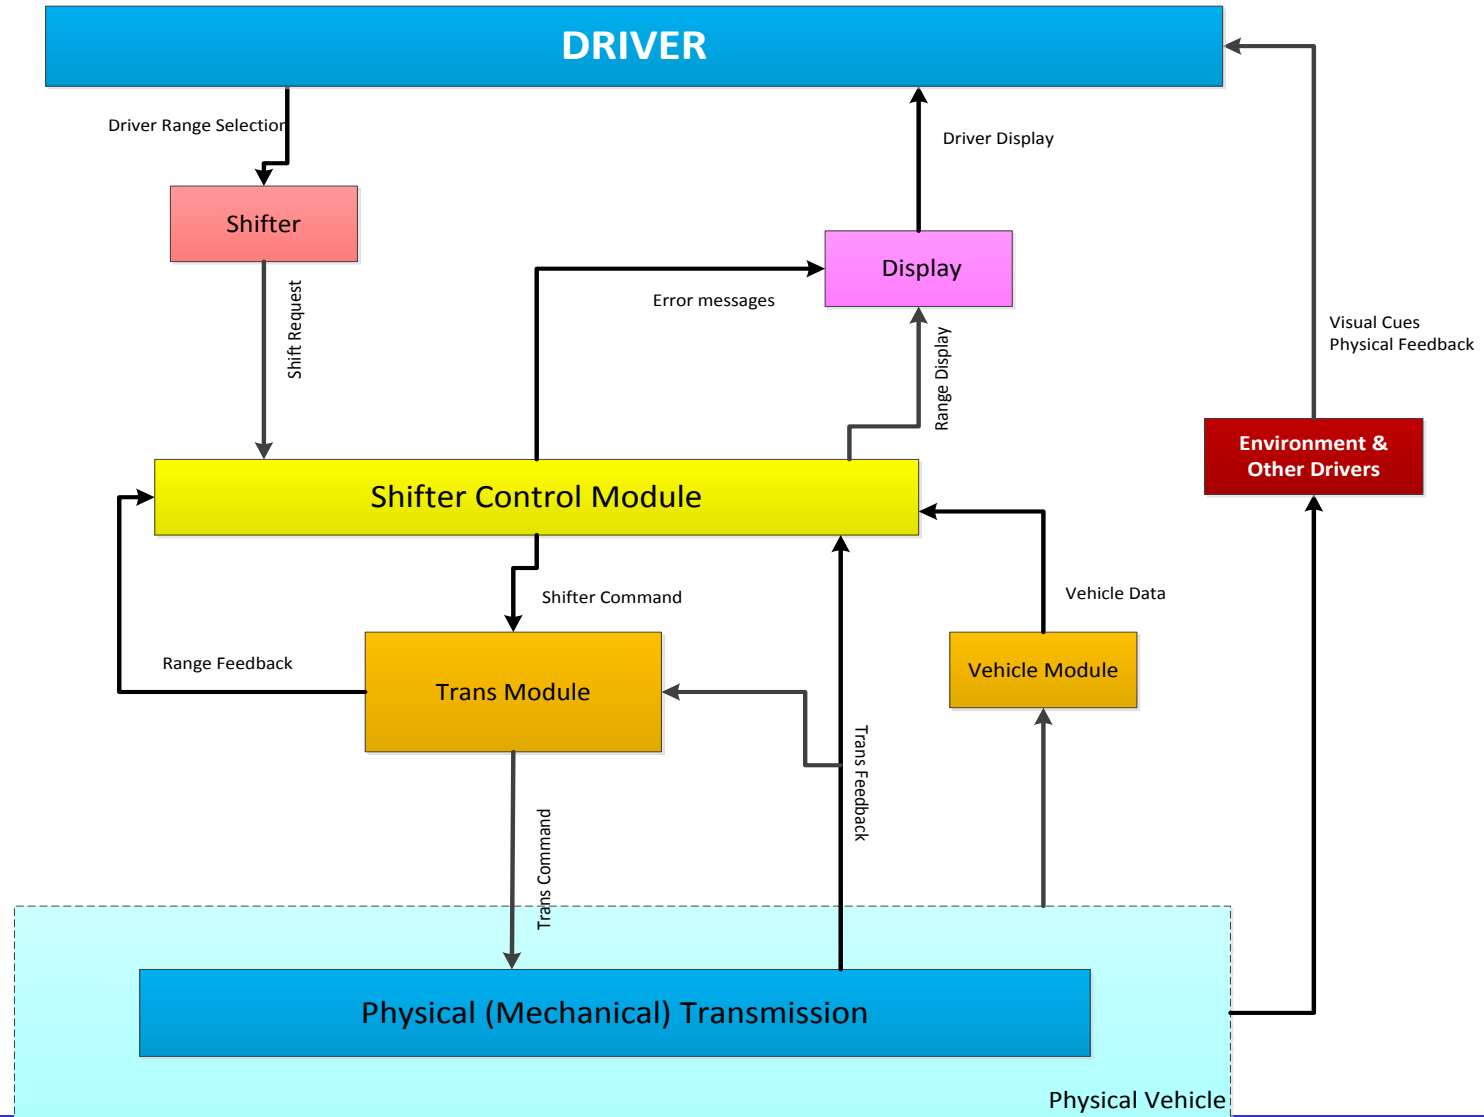 DRIVER
Driver Range Selection
Driver Display
Shifter
Display
Error messages
Shift Request
Range Display
Visual Cues
Physical Feedback
Environment &
Other Drivers
Shifter Control Module
Shifter Command
Vehicle Data
Range Feedback
Trans Module
Vehicle Module
Trans Feedback
Trans Command
Physical (Mechanical) Transmission
Physical Vehicle